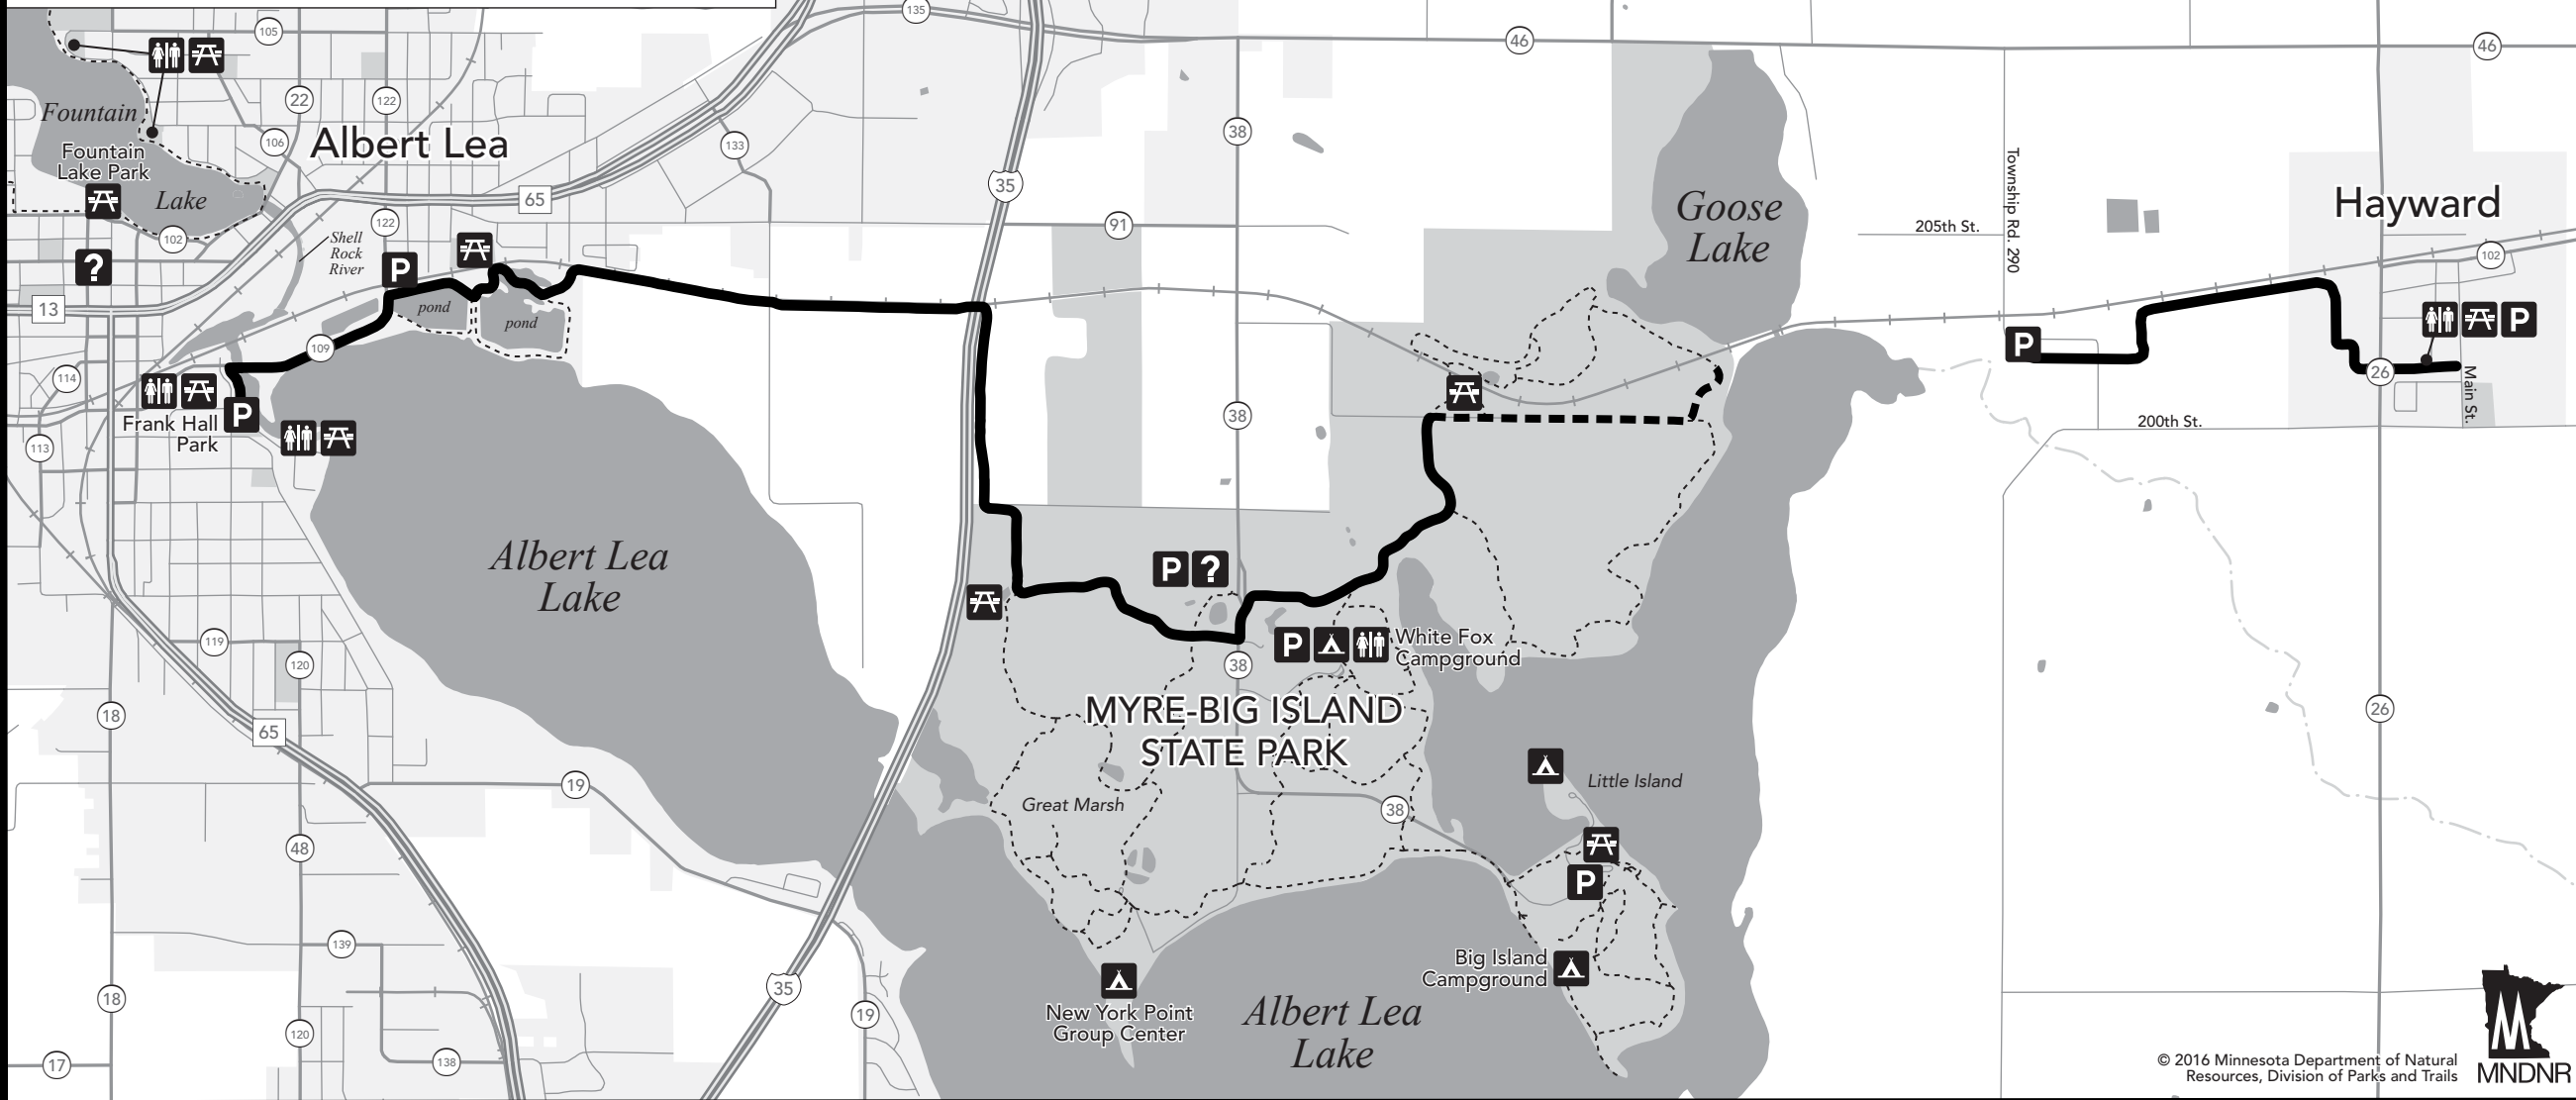 135
46
46
105
22
122
106
133
38
Fountain
Albert Lea
Fountain
Lake Park
Lake
65
35
91
Goose
Lake
205th St.
Township Rd. 290
Hayward
102
122
Shell
Rock
River
P
102
?
13
pond
pond
109
P
P
26
Main St.
114
Frank Hall
Park
P
38
200th St.
113
Albert Lea
Lake
P ?
119
120
P
White Fox
Campground
38
18
65
MYRE-BIG ISLAND
STATE PARK
26
19
Little Island
Great Marsh
38
48
P
139
Big Island
Campground
18
35
19
New York Point
Group Center
Albert Lea
Lake
120
138
17
© 2016 Minnesota Department of Natural
Resources, Division of Parks and Trails
M
MNDNR